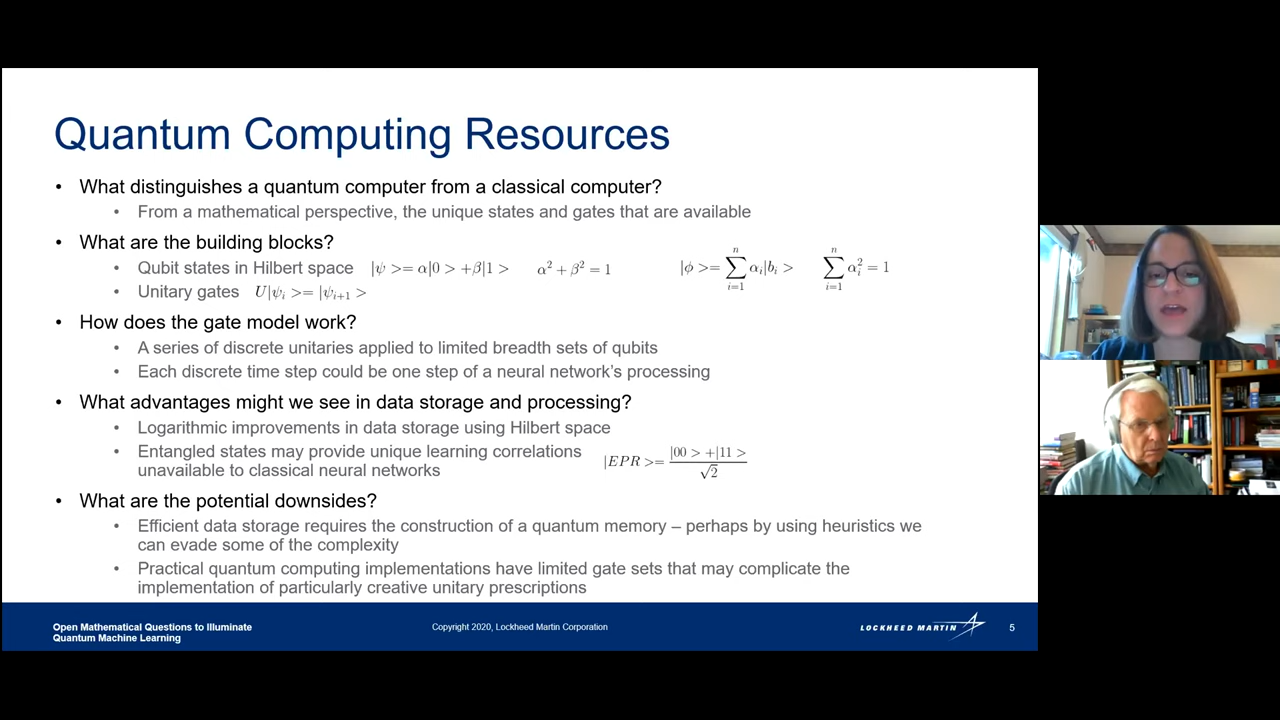 Quantum Computing Resources
• What distinguishes a quantum computer from a classical computer?
• From a mathematical perspective, the unique states and gates that are available
• What are the building blocks?
• Qubit states in Hilbert space |ψ >= α|0 > +β|1 > α² + β² = 1 |ϕ >= ∑ⁿᵢ₌₁ αᵢ|bᵢ > ∑ⁿᵢ₌₁ αᵢ² = 1
• Unitary gates U|ψᵢ >= |ψᵢ₊₁ >
• How does the gate model work?
• A series of discrete unitaries applied to limited breadth sets of qubits
• Each discrete time step could be one step of a neural network's processing
• What advantages might we see in data storage and processing?
• Logarithmic improvements in data storage using Hilbert space
• Entangled states may provide unique learning correlations
unavailable to classical neural networks
|EPR >= (|00 > +|11 >)/√2
• What are the potential downsides?
• Efficient data storage requires the construction of a quantum memory – perhaps by using heuristics we
can evade some of the complexity
• Practical quantum computing implementations have limited gate sets that may complicate the
implementation of particularly creative unitary prescriptions
Open Mathematical Questions to Illuminate
Quantum Machine Learning
Copyright 2020, Lockheed Martin Corporation
LOCKHEED MARTIN
5